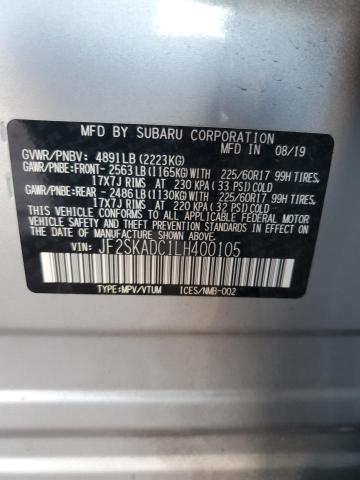 MFD BY SUBARU CORPORATION MFD IN 08/19
GVWR/PNBV: 4891LB (2223KG)
GAWR/PNBE:FRONT- 2563LB (1165KG)WITH 225/60R17 99H TIRES,
17X7J RIMS AT 230 KPA (33 PSI)COLD
GAWR/PNBE:REAR - 2486LB (1130KG)WITH 225/60R17 99H TIRES,
17X7J RIMS AT 220 KPA (32 PSI)COLD
THIS VEHICLE CONFORMS TO ALL APPLICABLE FEDERAL MOTOR
VEHICLE SAFETY, BUMPER, AND THEFT PREVENTION STANDARDS IN
EFFECT ON THE DATE OF MANUFACTURE SHOWN ABOVE.
VIN: JF2SKADC1LH400105
TYPE:MPV/VTUM ICES/NMB-002